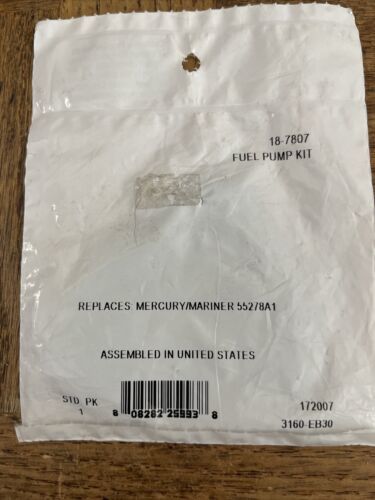 18-7807
FUEL PUMP KIT
REPLACES MERCURY/MARINER 55278A1
ASSEMBLED IN UNITED STATES
STD PK
1
8 08282 25993 8
172007
3160-EB30